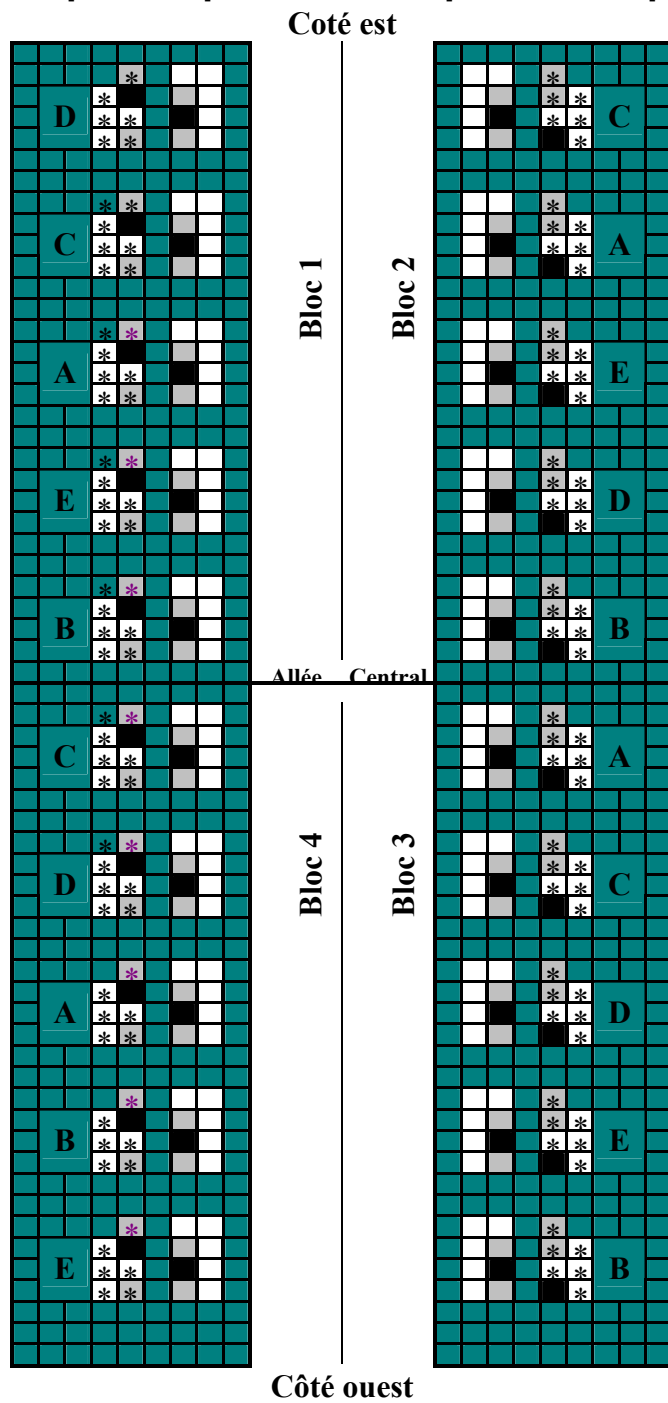 Coté est
D C
C A
Bloc 1 Bloc 2
A E
E D
B B
Allée Central
C A
D C
Bloc 4 Bloc 3
A D
B E
E B
Côté ouest